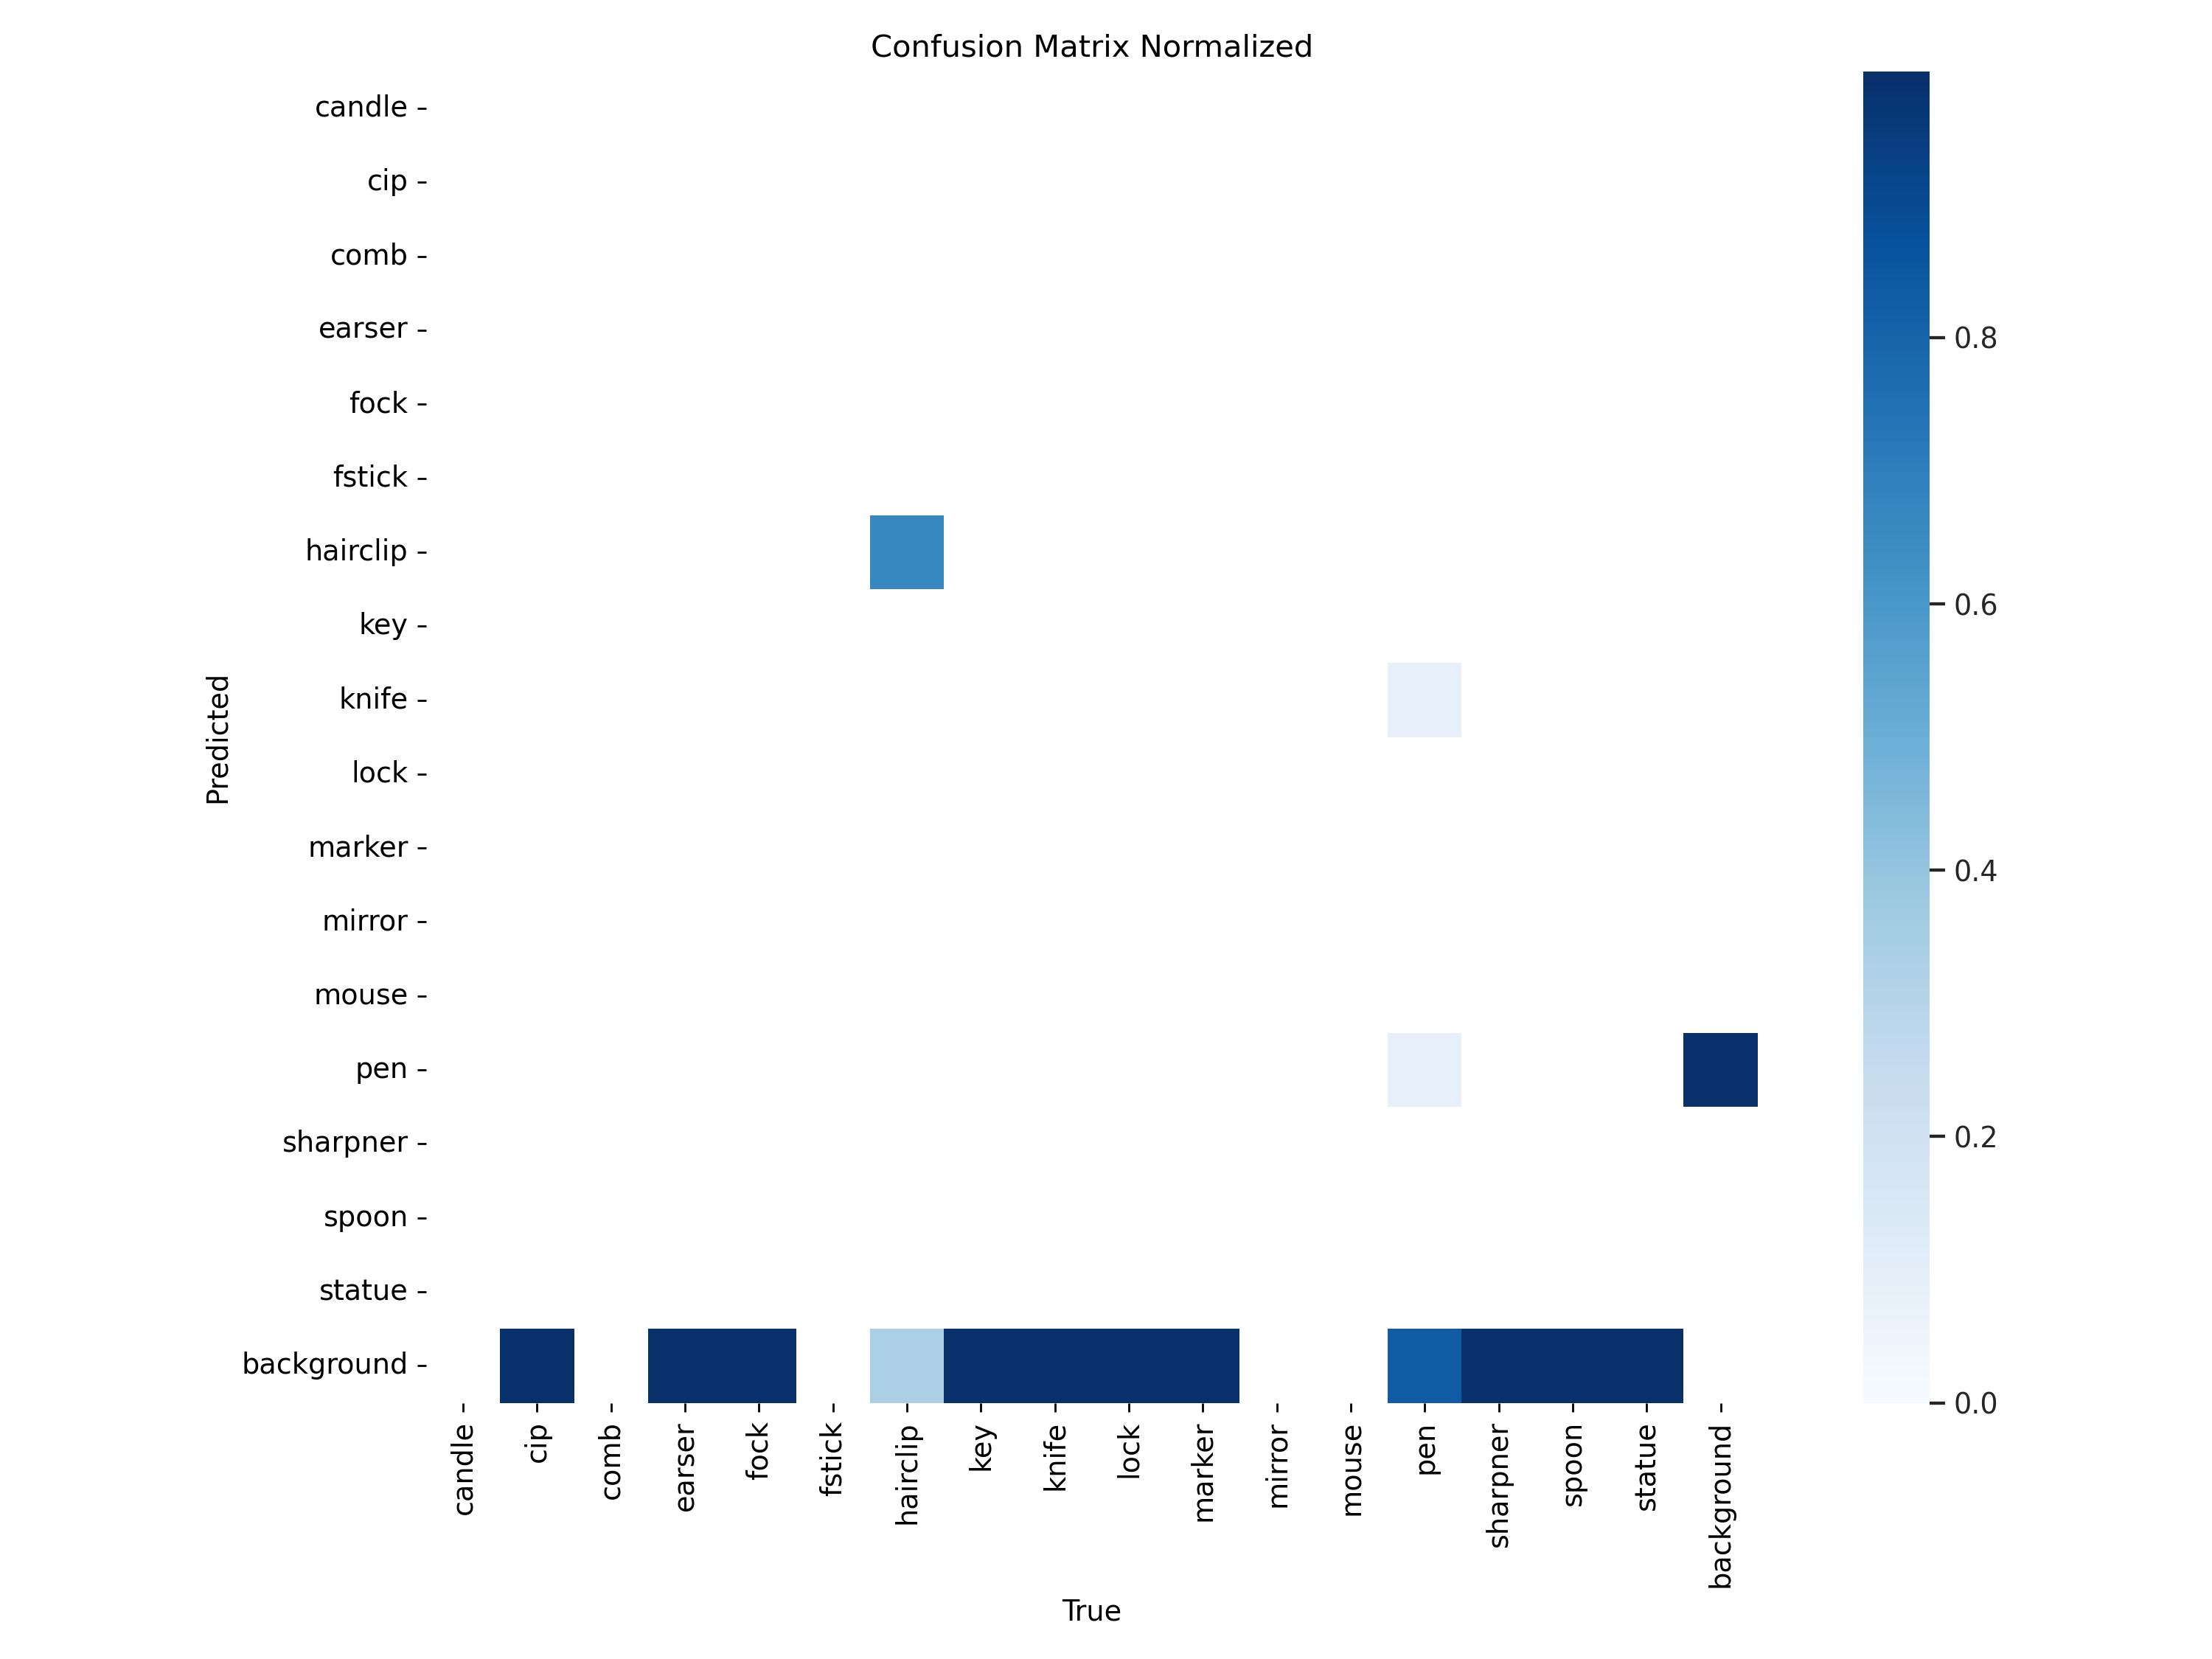 Confusion Matrix Normalized
candle
cip
comb
earser
fock
fstick
hairclip
key
knife
lock
marker
mirror
mouse
pen
sharpner
spoon
statue
background
Predicted
candle
cip
comb
earser
fock
fstick
hairclip
key
knife
lock
marker
mirror
mouse
pen
sharpner
spoon
statue
background
True
0.8
0.6
0.4
0.2
0.0